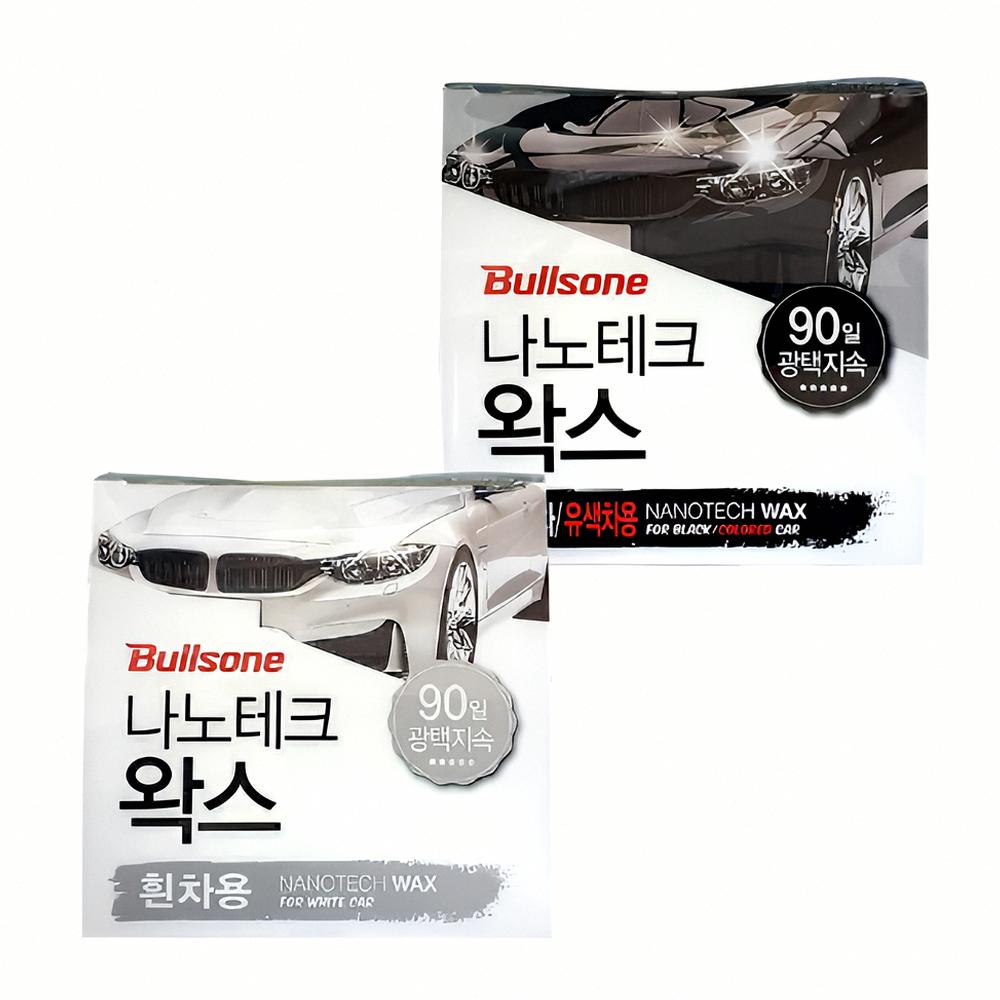 Bullsone
나노테크
왁스
90일
광택지속
유색차용 NANOTECH WAX
FOR BLACK/COLORED CAR
Bullsone
나노테크
왁스
90일
광택지속
흰차용 NANOTECH WAX
FOR WHITE CAR